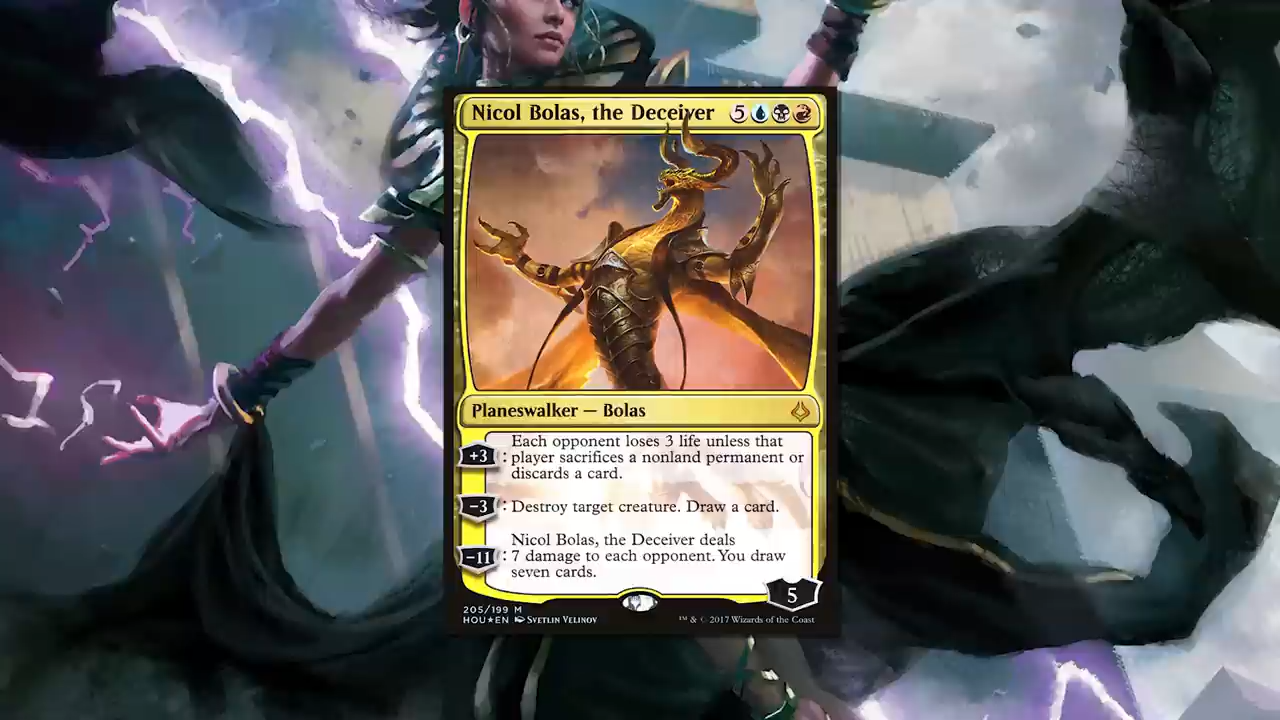 Nicol Bolas, the Deceiver 5
Planeswalker — Bolas
Each opponent loses 3 life unless that
+3 : player sacrifices a nonland permanent or
discards a card.
−3 : Destroy target creature. Draw a card.
Nicol Bolas, the Deceiver deals
−11 : 7 damage to each opponent. You draw
seven cards.
5
205/199 M
HOU★EN Svetlin Velinov
™ & © 2017 Wizards of the Coast